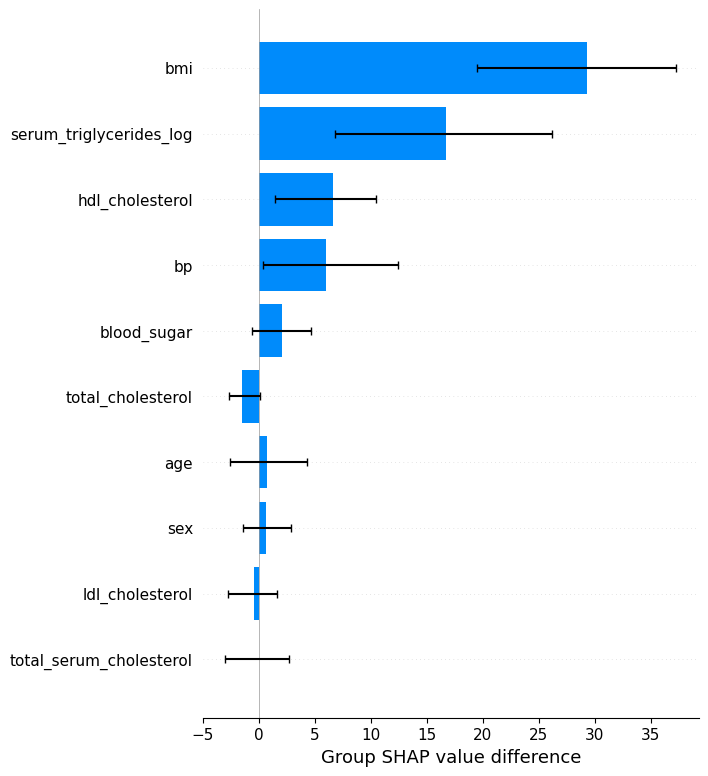 bmi
serum_triglycerides_log
hdl_cholesterol
bp
blood_sugar
total_cholesterol
age
sex
ldl_cholesterol
total_serum_cholesterol
−5 0 5 10 15 20 25 30 35
Group SHAP value difference